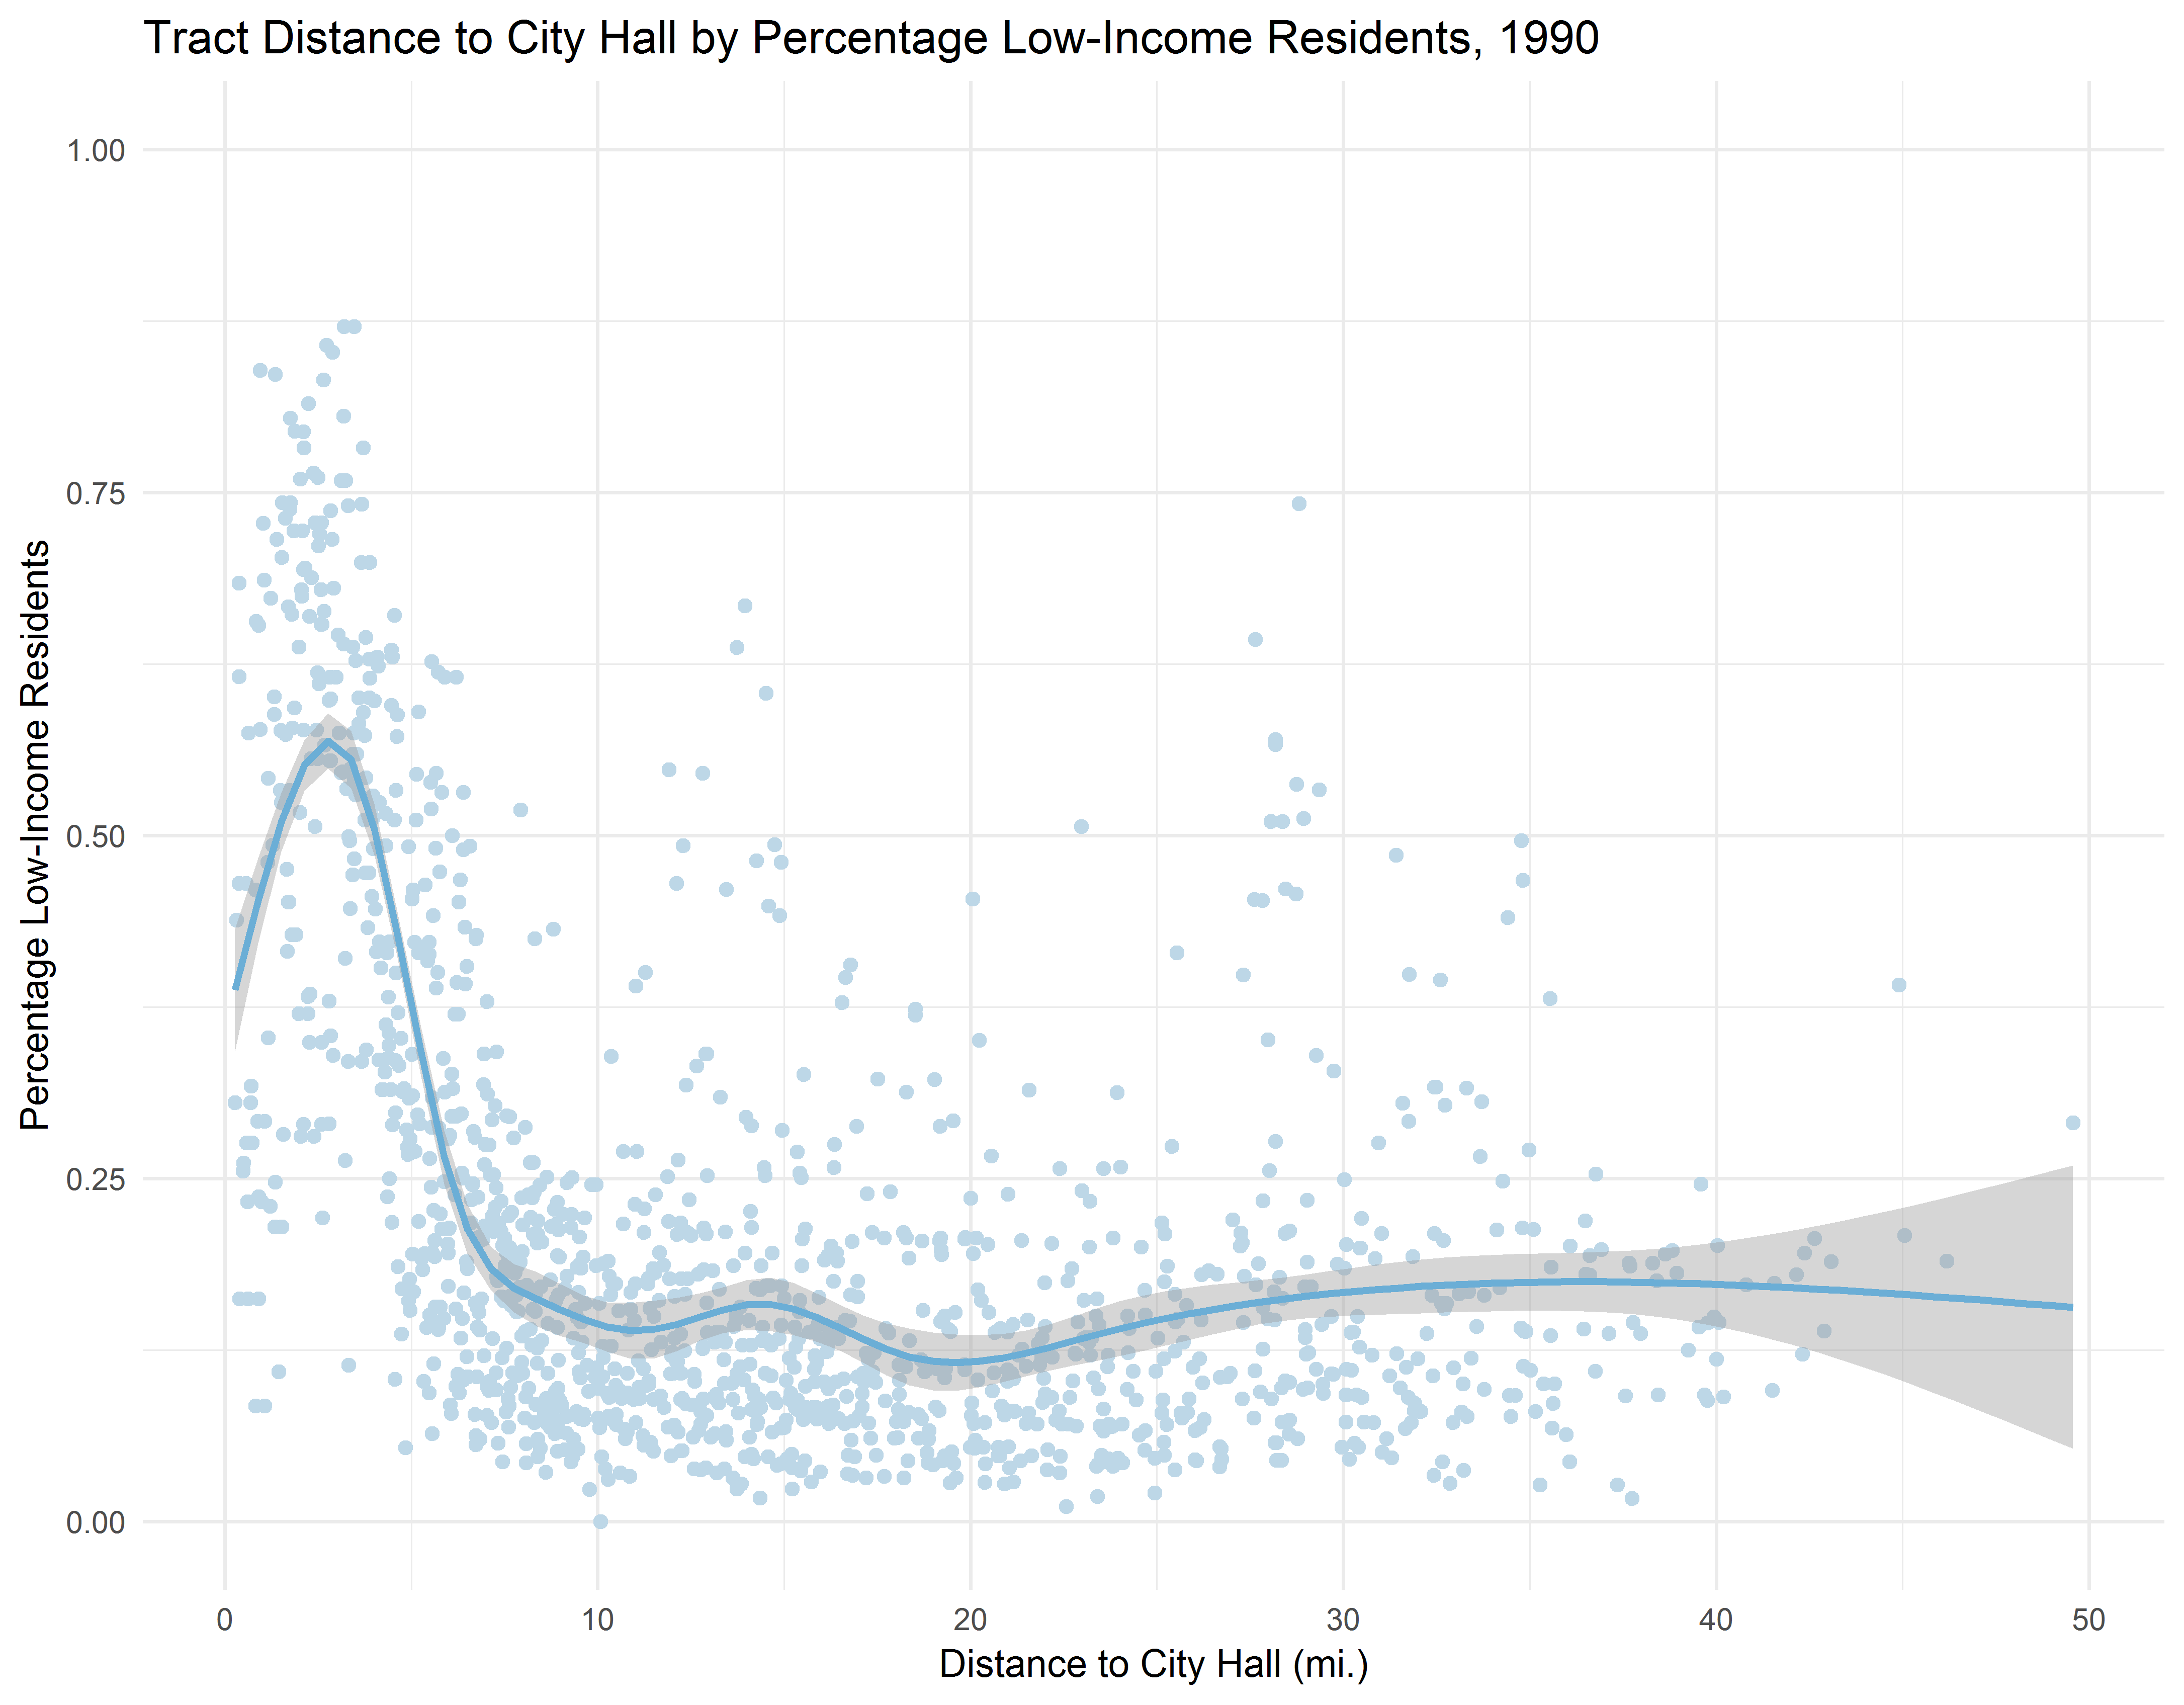 Tract Distance to City Hall by Percentage Low-Income Residents, 1990
Percentage Low-Income Residents
1.00
0.75
0.50
0.25
0.00
0 10 20 30 40 50
Distance to City Hall (mi.)